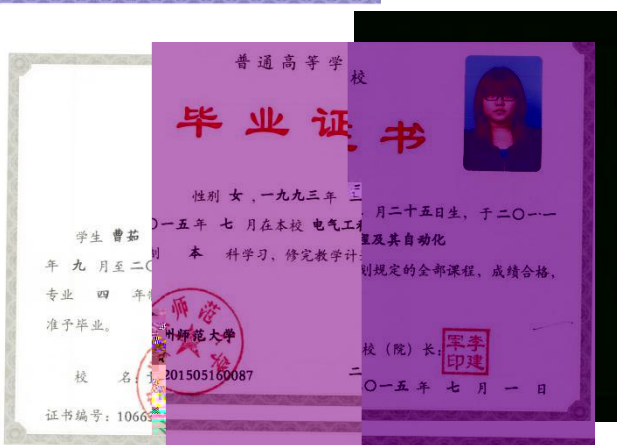 普通高等学校
毕业证书
学生 曹茹 性别 女 ,一九九三年 三 月二十五日生，于二〇一一
年 九 月至二〇一五年 七 月在本校 电气工程及其自动化
专业 四 年制 本 科学习，修完教学计划规定的全部课程，成绩合格，
准予毕业。
校 名: 州师范大学 校（院）长: 李建军印
证书编号: 1066 201505160087 二〇一五年 七 月 一 日